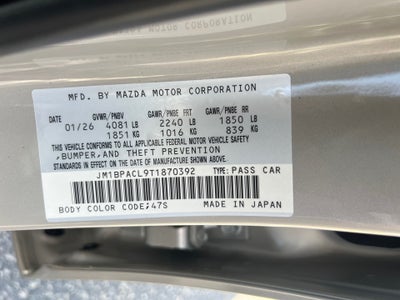 MFD. BY MAZDA MOTOR CORPORATION
GVWR/PNBV GAWR/PNBE FRT GAWR/PNBE RR
01/26 4081 LB 2240 LB 1850 LB
1851 KG 1016 KG 839 KG
THIS VEHICLE CONFORMS TO ALL APPLICABLE
FEDERAL MOTOR VEHICLE SAFETY
,BUMPER,AND THEFT PREVENTION
STANDARDS IN EFFECT ON THE DATE OF
MANUFACTURE SHOWN ABOVE.
JM1BPACL9T1870392 TYPE: PASS CAR
BODY COLOR CODE:47S MADE IN JAPAN